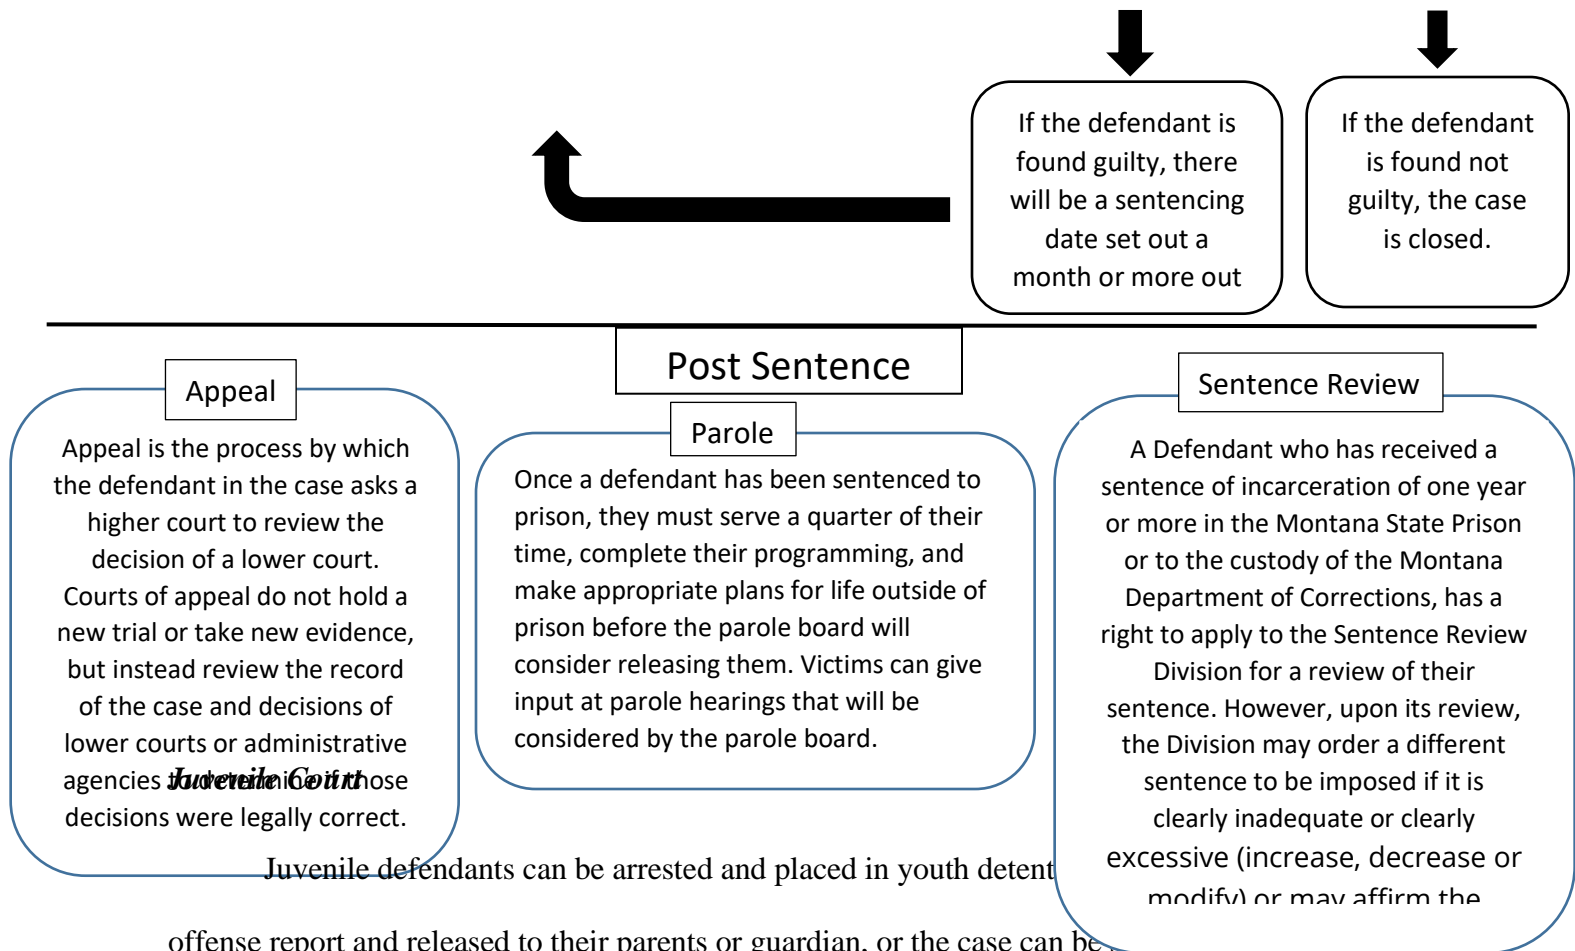 If the defendant is
found guilty, there
will be a sentencing
date set out a
month or more out
If the defendant
is found not
guilty, the case
is closed.
Post Sentence
Appeal
Appeal is the process by which
the defendant in the case asks a
higher court to review the
decision of a lower court.
Courts of appeal do not hold a
new trial or take new evidence,
but instead review the record
of the case and decisions of
lower courts or administrative
agencies to determine if those
decisions were legally correct.
Parole
Once a defendant has been sentenced to
prison, they must serve a quarter of their
time, complete their programming, and
make appropriate plans for life outside of
prison before the parole board will
consider releasing them. Victims can give
input at parole hearings that will be
considered by the parole board.
Sentence Review
A Defendant who has received a
sentence of incarceration of one year
or more in the Montana State Prison
or to the custody of the Montana
Department of Corrections, has a
right to apply to the Sentence Review
Division for a review of their
sentence. However, upon its review,
the Division may order a different
sentence to be imposed if it is
clearly inadequate or clearly
excessive (increase, decrease or
modify) or may affirm the
Juvenile Court
Juvenile defendants can be arrested and placed in youth detent
offense report and released to their parents or guardian, or the case can be